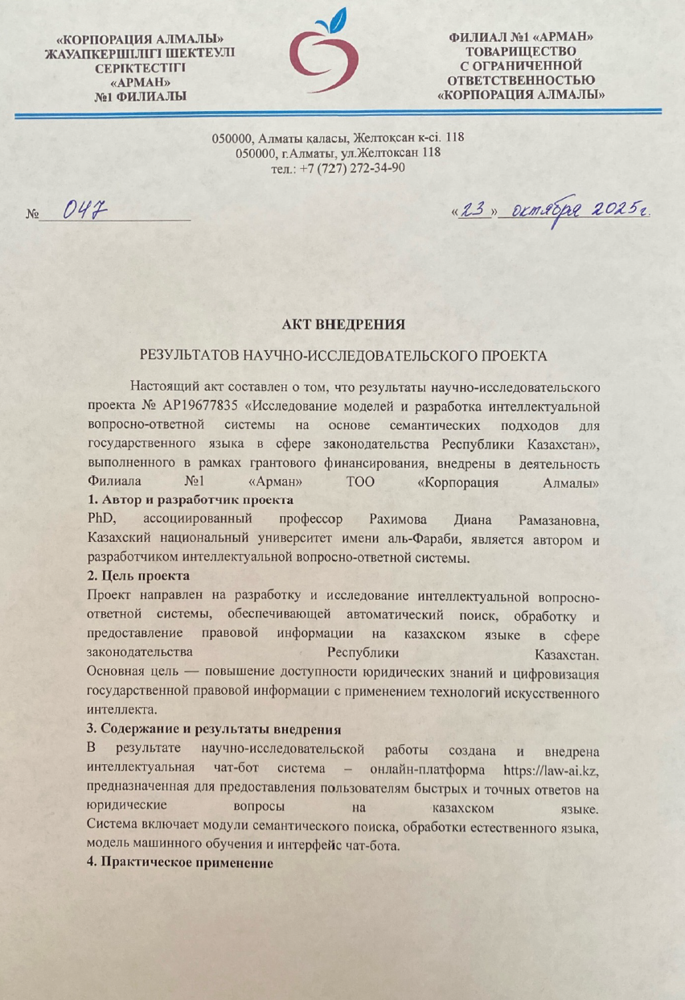 «КОРПОРАЦИЯ АЛМАЛЫ»
ЖАУАПКЕРШІЛІГІ ШЕКТЕУЛІ
СЕРІКТЕСТІГІ
«АРМАН»
№1 ФИЛИАЛЫ
ФИЛИАЛ №1 «АРМАН»
ТОВАРИЩЕСТВО
С ОГРАНИЧЕННОЙ
ОТВЕТСТВЕННОСТЬЮ
«КОРПОРАЦИЯ АЛМАЛЫ»
050000, Алматы қаласы, Желтоқсан к-сі. 118
050000, г.Алматы, ул.Желтоксан 118
тел.: +7 (727) 272-34-90
№ 047
«23» октября 2025г.
АКТ ВНЕДРЕНИЯ
РЕЗУЛЬТАТОВ НАУЧНО-ИССЛЕДОВАТЕЛЬСКОГО ПРОЕКТА
Настоящий акт составлен о том, что результаты научно-исследовательского
проекта № AP19677835 «Исследование моделей и разработка интеллектуальной
вопросно-ответной системы на основе семантических подходов для
государственного языка в сфере законодательства Республики Казахстан»,
выполненного в рамках грантового финансирования, внедрены в деятельность
Филиала №1 «Арман» ТОО «Корпорация Алмалы»
1. Автор и разработчик проекта
PhD, ассоциированный профессор Рахимова Диана Рамазановна,
Казахский национальный университет имени аль-Фараби, является автором и
разработчиком интеллектуальной вопросно-ответной системы.
2. Цель проекта
Проект направлен на разработку и исследование интеллектуальной вопросно-
ответной системы, обеспечивающей автоматический поиск, обработку и
предоставление правовой информации на казахском языке в сфере
законодательства Республики Казахстан.
Основная цель — повышение доступности юридических знаний и цифровизация
государственной правовой информации с применением технологий искусственного
интеллекта.
3. Содержание и результаты внедрения
В результате научно-исследовательской работы создана и внедрена
интеллектуальная чат-бот система – онлайн-платформа https://law-ai.kz,
предназначенная для предоставления пользователям быстрых и точных ответов на
юридические вопросы на казахском языке.
Система включает модули семантического поиска, обработки естественного языка,
модель машинного обучения и интерфейс чат-бота.
4. Практическое применение